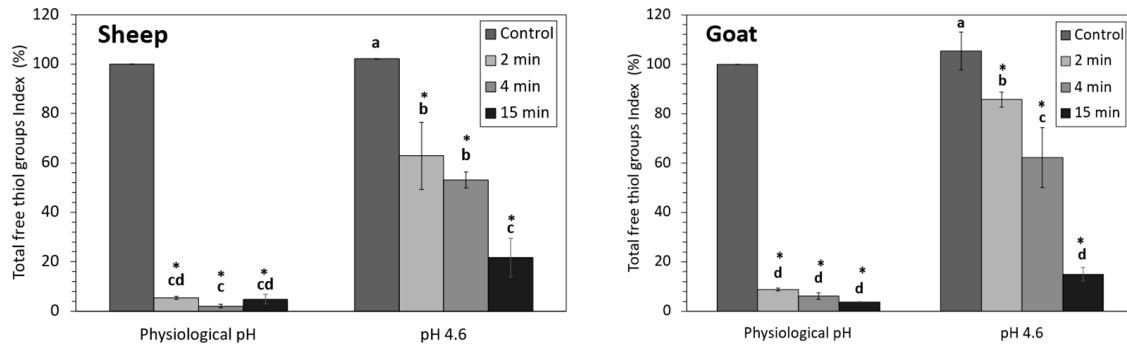 Sheep
Total free thiol groups Index (%)
120
100
80
60
40
20
0
Control
2 min
4 min
15 min
*
cd
*
c
*
cd
a
*
b
*
b
*
c
Physiological pH
pH 4.6
Goat
Total free thiol groups Index (%)
120
100
80
60
40
20
0
Control
2 min
4 min
15 min
*
d
*
d
*
d
a
*
b
*
c
*
d
Physiological pH
pH 4.6